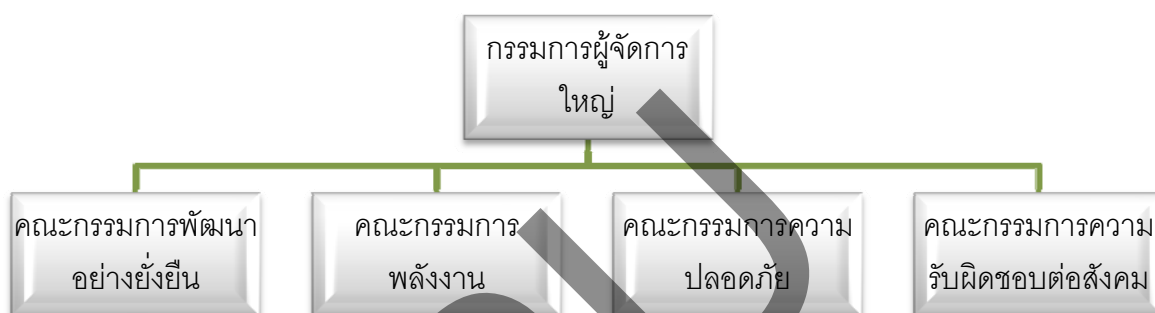 กรรมการผู้จัดการ
ใหญ่
คณะกรรมการพัฒนา
อย่างยั่งยืน
คณะกรรมการ
พลังงาน
คณะกรรมการความ
ปลอดภัย
คณะกรรมการความ
รับผิดชอบต่อสังคม